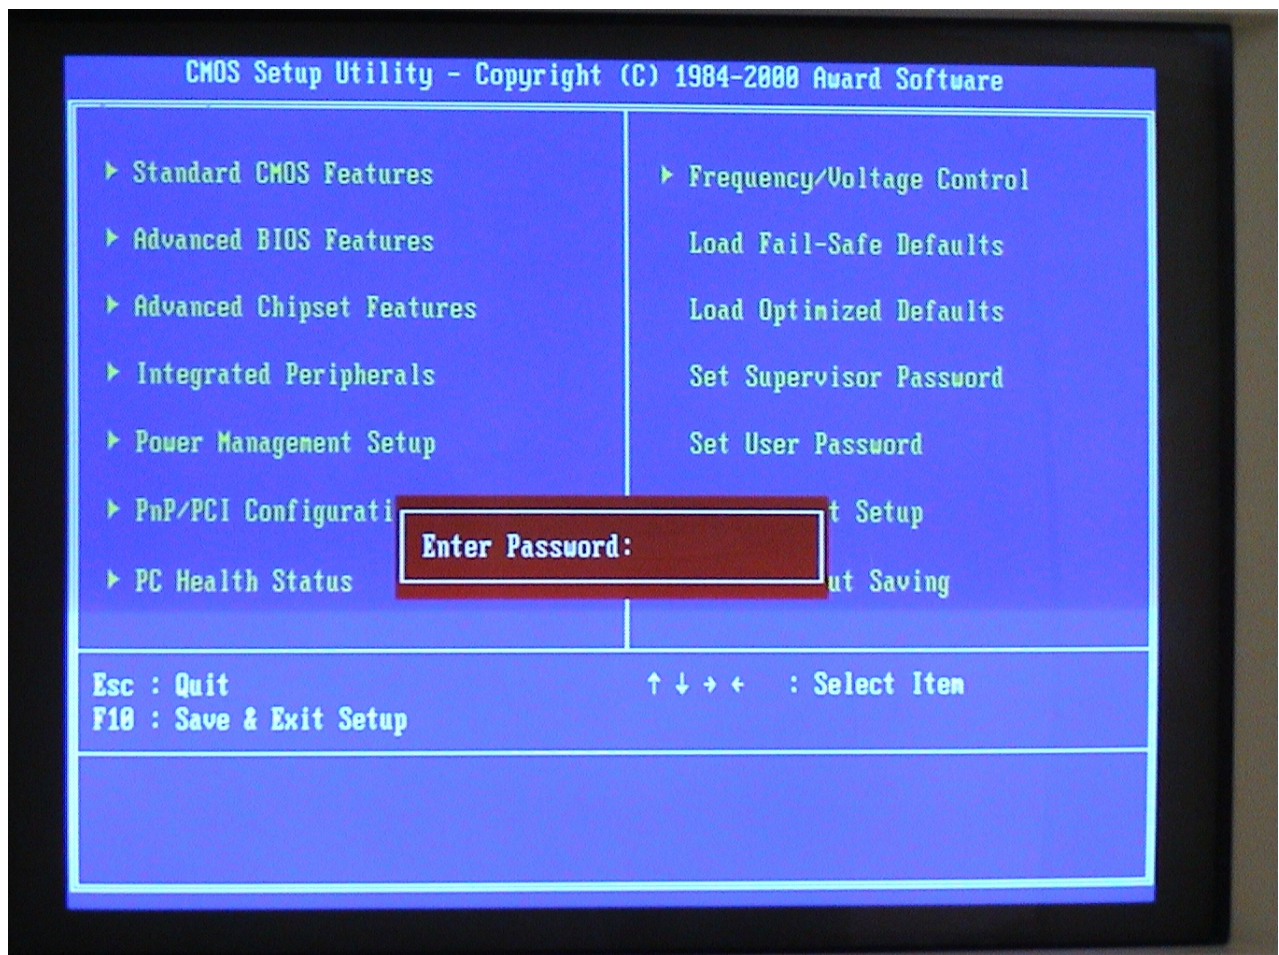 CMOS Setup Utility - Copyright (C) 1984-2000 Award Software
Standard CMOS Features
Advanced BIOS Features
Advanced Chipset Features
Integrated Peripherals
Power Management Setup
PnP/PCI Configurati
PC Health Status
Frequency/Voltage Control
Load Fail-Safe Defaults
Load Optimized Defaults
Set Supervisor Password
Set User Password
t Setup
ut Saving
Enter Password:
Esc : Quit
F10 : Save & Exit Setup
↑ ↓ → ← : Select Item